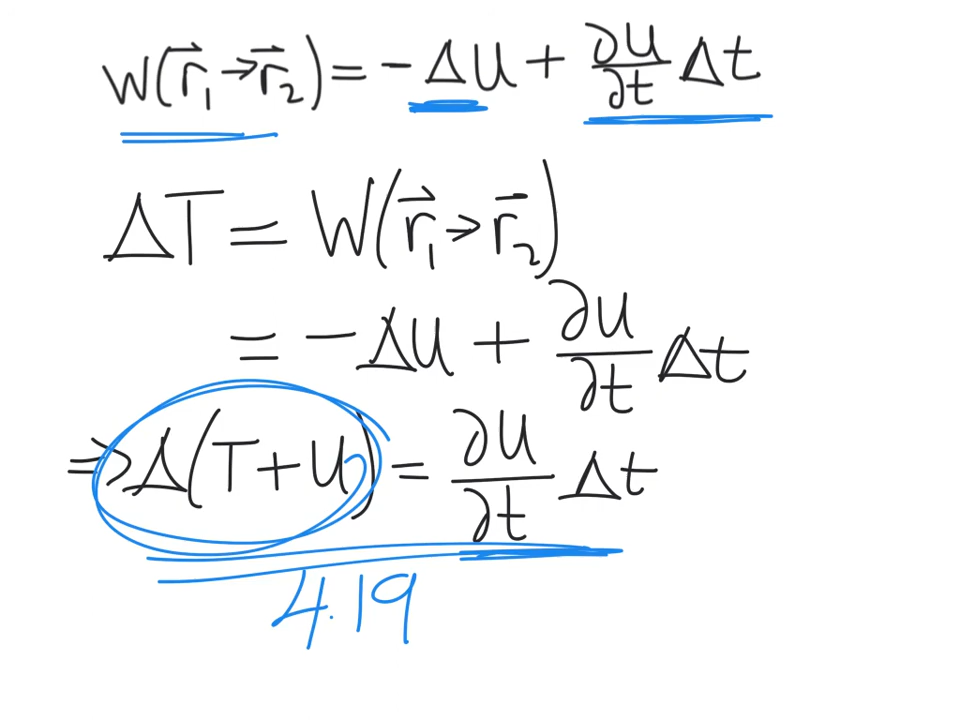 W(r⃗₁→r⃗₂) = -ΔU + ∂U/∂t Δt
ΔT = W(r⃗₁→r⃗₂)
= -ΔU + ∂U/∂t Δt
⇒ Δ(T+U) = ∂U/∂t Δt
4.19